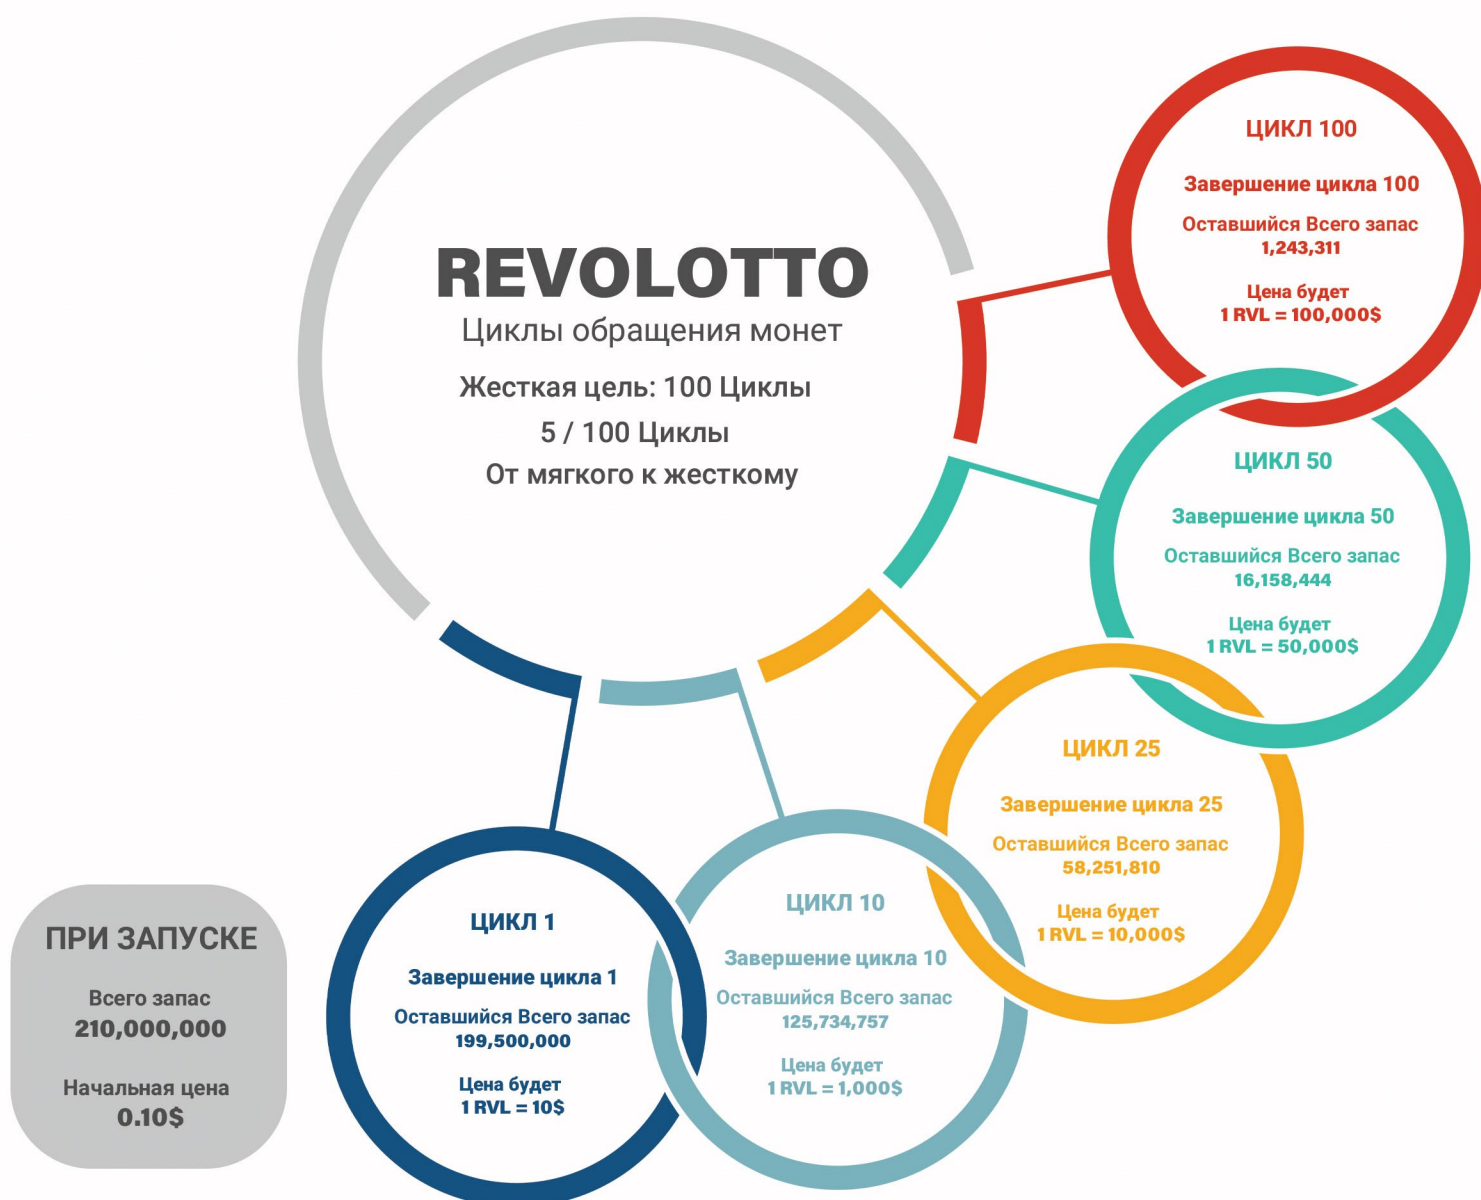 REVOLOTTO
Циклы обращения монет
Жесткая цель: 100 Циклы
5 / 100 Циклы
От мягкого к жесткому
ЦИКЛ 100
Завершение цикла 100
Оставшийся Всего запас
1,243,311
Цена будет
1 RVL = 100,000$
ЦИКЛ 50
Завершение цикла 50
Оставшийся Всего запас
16,158,444
Цена будет
1 RVL = 50,000$
ЦИКЛ 25
Завершение цикла 25
Оставшийся Всего запас
58,251,810
Цена будет
1 RVL = 10,000$
ЦИКЛ 10
Завершение цикла 10
Оставшийся Всего запас
125,734,757
Цена будет
1 RVL = 1,000$
ЦИКЛ 1
Завершение цикла 1
Оставшийся Всего запас
199,500,000
Цена будет
1 RVL = 10$
ПРИ ЗАПУСКЕ
Всего запас
210,000,000
Начальная цена
0.10$